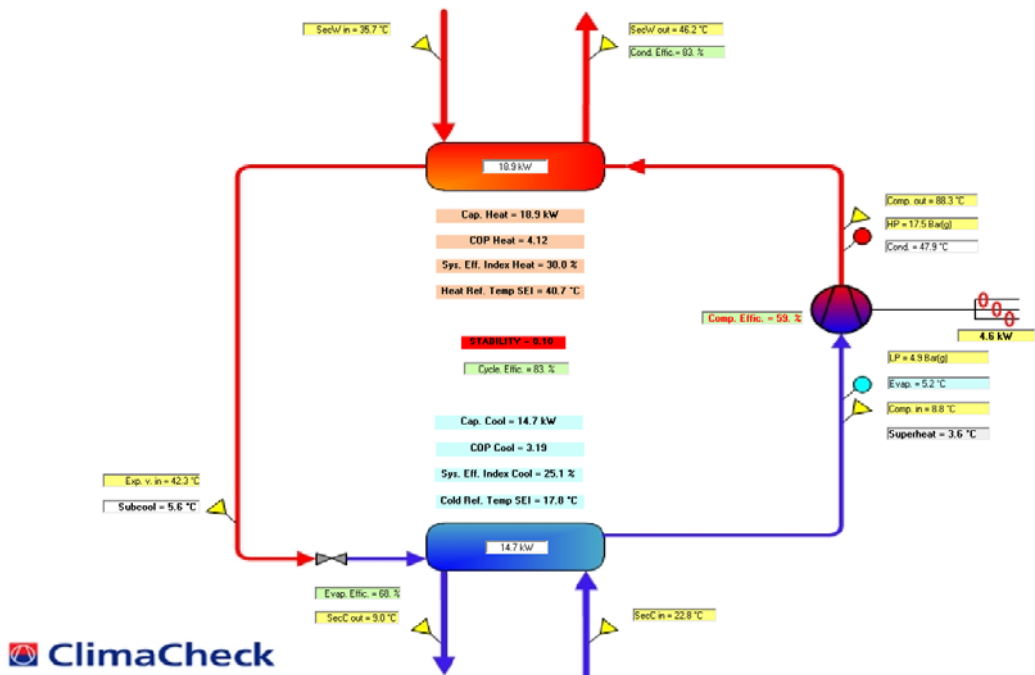 SecW in = 35.7 °C
SecW out = 46.2 °C
Cond. Effic.= 83. %
18.9 kW
Cap. Heat = 18.9 kW
COP Heat = 4.12
Sys. Eff. Index Heat = 30.0 %
Heat Ref. Temp SEI = 40.7 °C
Comp. out = 88.3 °C
HP = 17.5 Bar(g)
Cond. = 47.9 °C
Comp. Effic. = 59. %
4.6 kW
STABILITY = 0.10
Cycle. Effic. = 83. %
LP = 4.9 Bar(g)
Evap. = 5.2 °C
Comp. in = 8.8 °C
Superheat = 3.6 °C
Cap. Cool = 14.7 kW
COP Cool = 3.19
Sys. Eff. Index Cool = 25.1 %
Cold Ref. Temp SEI = 17.8 °C
Exp. v. in = 42.3 °C
Subcool = 5.6 °C
14.7 kW
Evap. Effic = 68. %
SecC out = 9.0 °C
SecC in = 22.8 °C
ClimaCheck